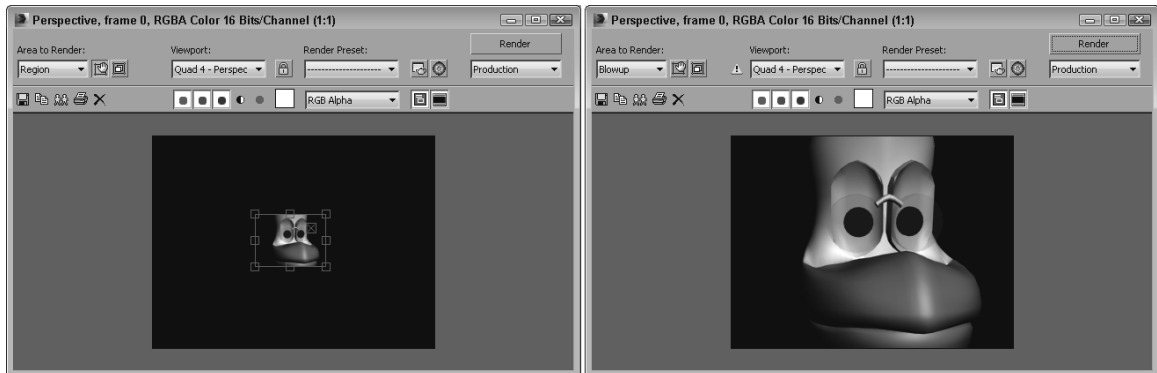 Perspective, frame 0, RGBA Color 16 Bits/Channel (1:1)
Area to Render:
Viewport:
Render Preset:
Render
Region
Quad 4 - Perspec
--------------------
Production
RGB Alpha
Perspective, frame 0, RGBA Color 16 Bits/Channel (1:1)
Area to Render:
Viewport:
Render Preset:
Render
Blowup
Quad 4 - Perspec
--------------------
Production
RGB Alpha